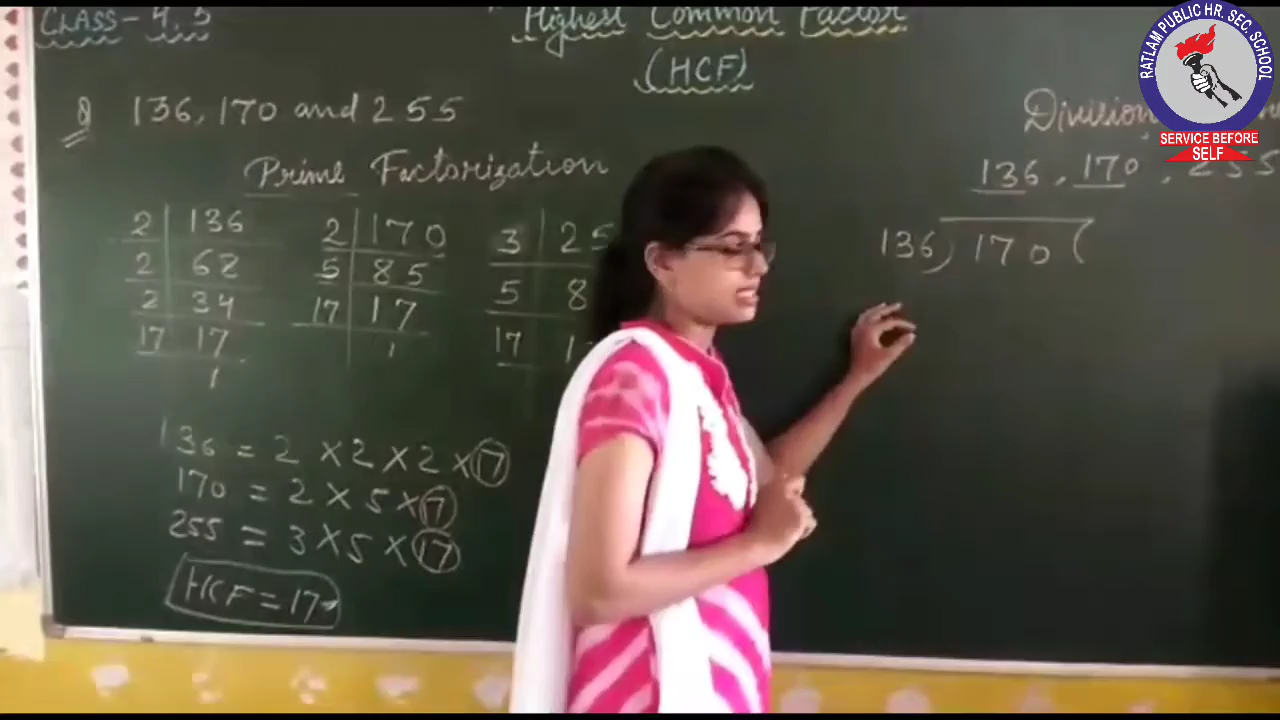 CLASS - 4, 5
Highest Common Factor
(HCF)
Q 136, 170 and 255
Prime Factorization
2 | 136
2 | 68
2 | 34
17 | 17
1
2 | 170
5 | 85
17 | 17
1
3 | 25
5 | 8
17 | 1
136 = 2 × 2 × 2 × 17
170 = 2 × 5 × 17
255 = 3 × 5 × 17
HCF = 17
Division
136, 170, 255
136 ) 170 (
RATLAM PUBLIC HR. SEC. SCHOOL
SERVICE BEFORE
SELF